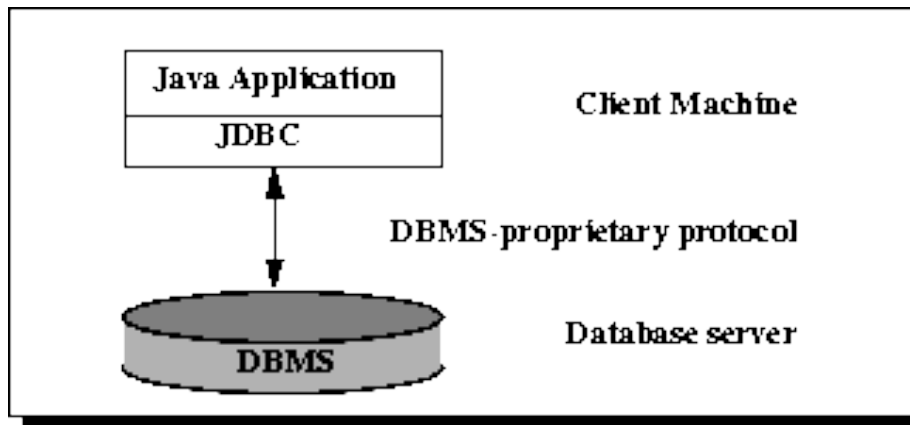 Java Application
Client Machine
JDBC
DBMS-proprietary protocol
Database server
DBMS